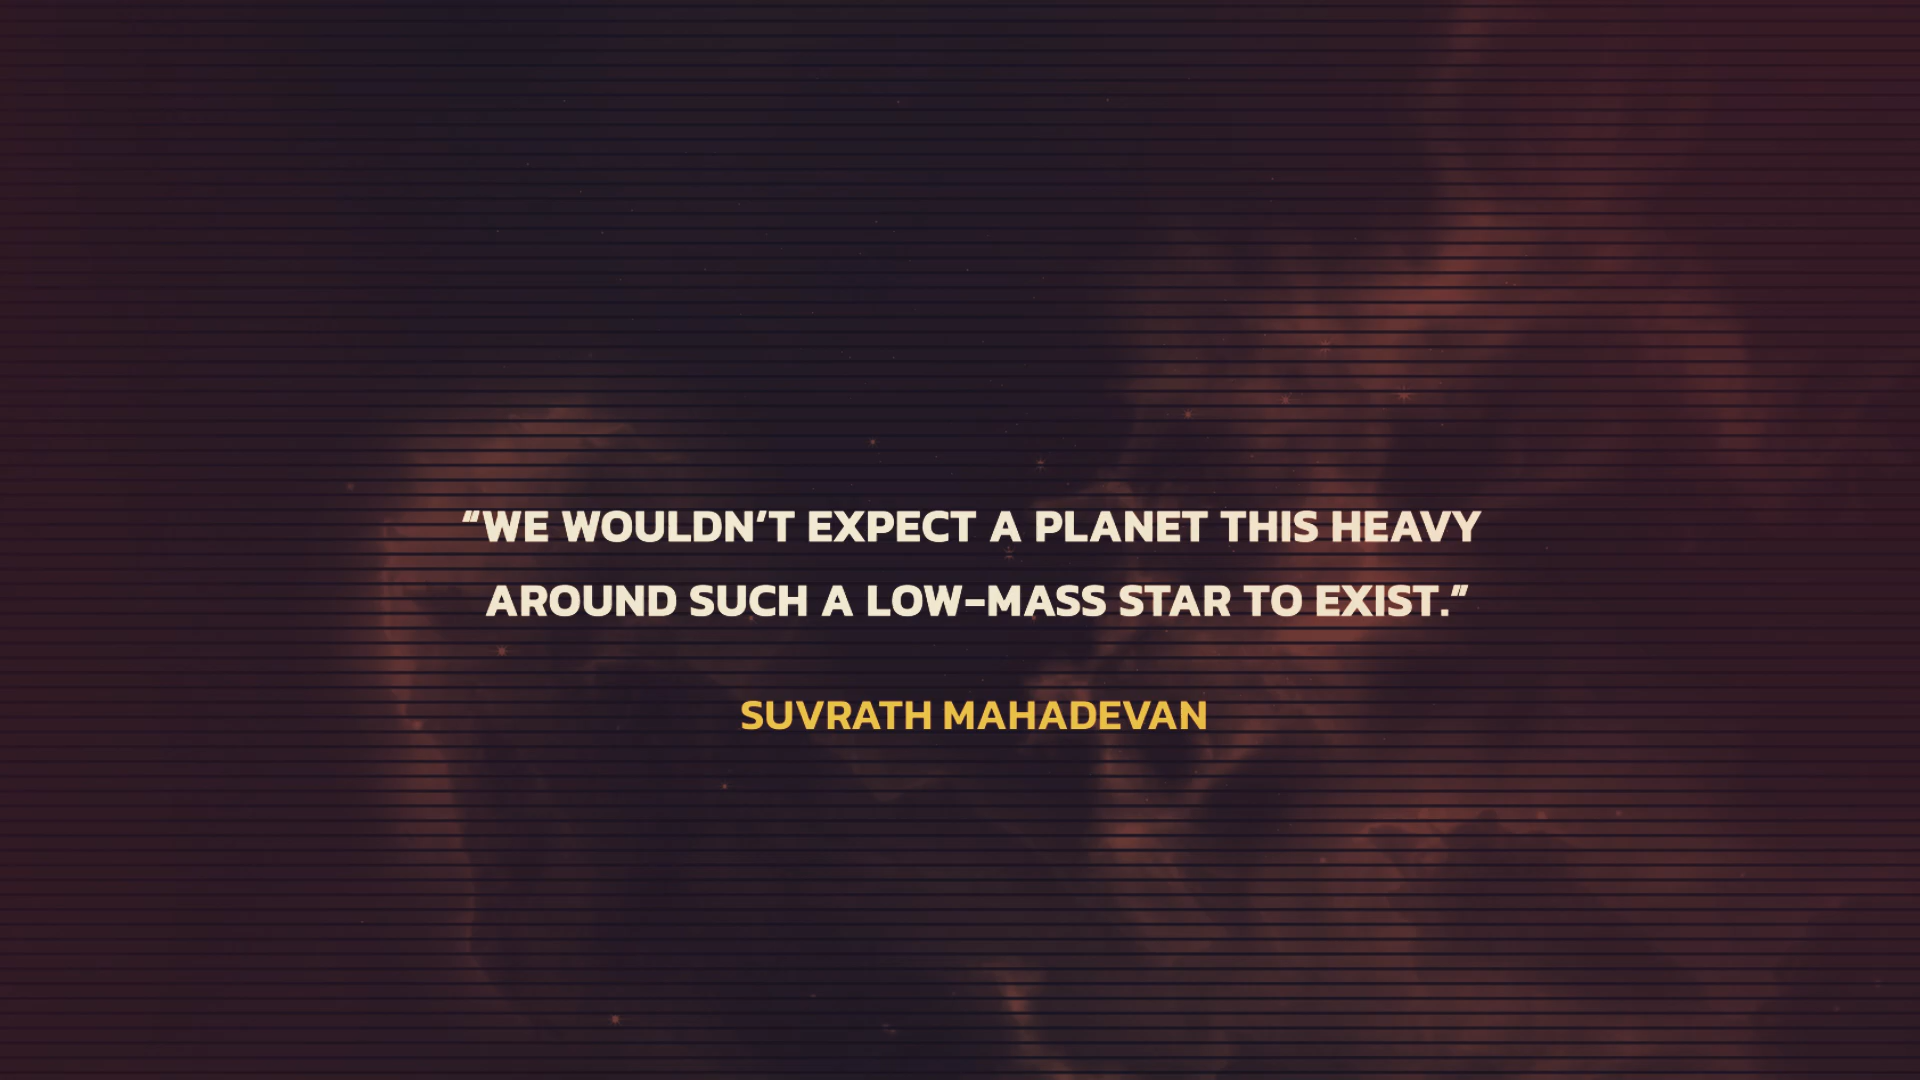 “WE WOULDN’T EXPECT A PLANET THIS HEAVY
AROUND SUCH A LOW-MASS STAR TO EXIST.”
SUVRATH MAHADEVAN